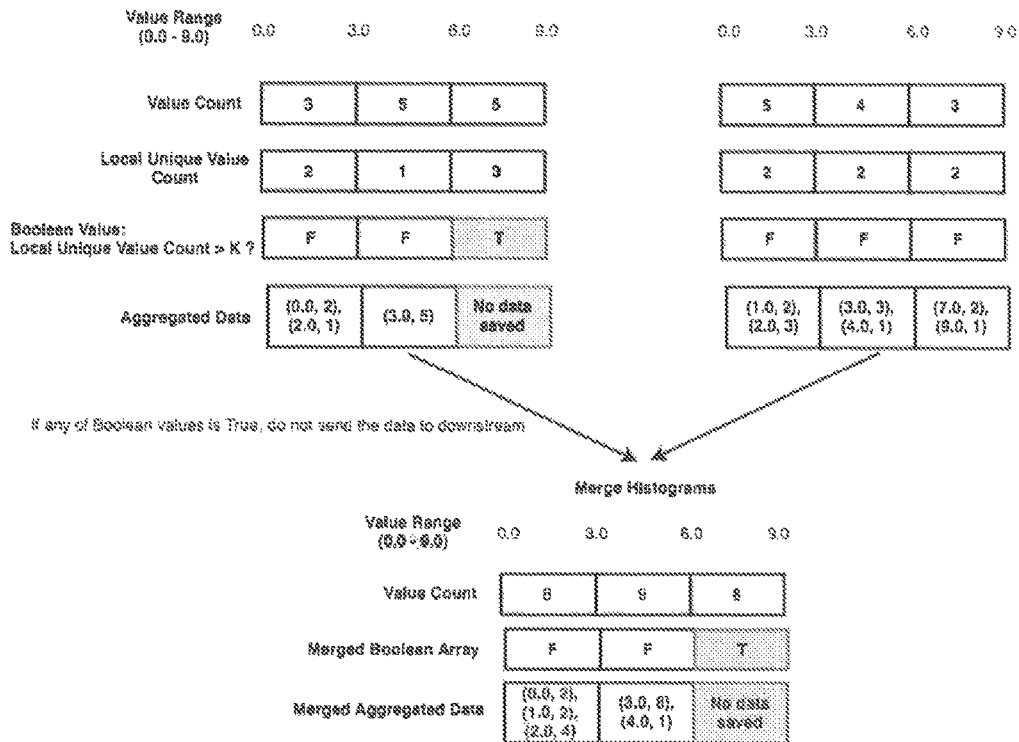 Value Range
(0.0 - 9.0)
0.0 3.0 6.0 9.0
0.0 3.0 6.0 9.0
Value Count
3 5 5
5 4 3
Local Unique Value
Count
2 1 3
2 2 2
Boolean Value:
Local Unique Value Count > K ?
F F T
F F F
Aggregated Data
(0.0, 2),
(2.0, 1)
(3.0, 5)
No data
saved
(1.0, 2),
(2.0, 3)
(3.0, 3),
(4.0, 1)
(7.0, 2),
(9.0, 1)
If any of Boolean values is True, do not send the data to downstream
Merge Histograms
Value Range
(0.0 - 9.0)
0.0 3.0 6.0 9.0
Value Count
8 9 8
Merged Boolean Array
F F T
Merged Aggregated Data
(0.0, 2),
(1.0, 2),
(2.0, 4)
(3.0, 8),
(4.0, 1)
No data
saved